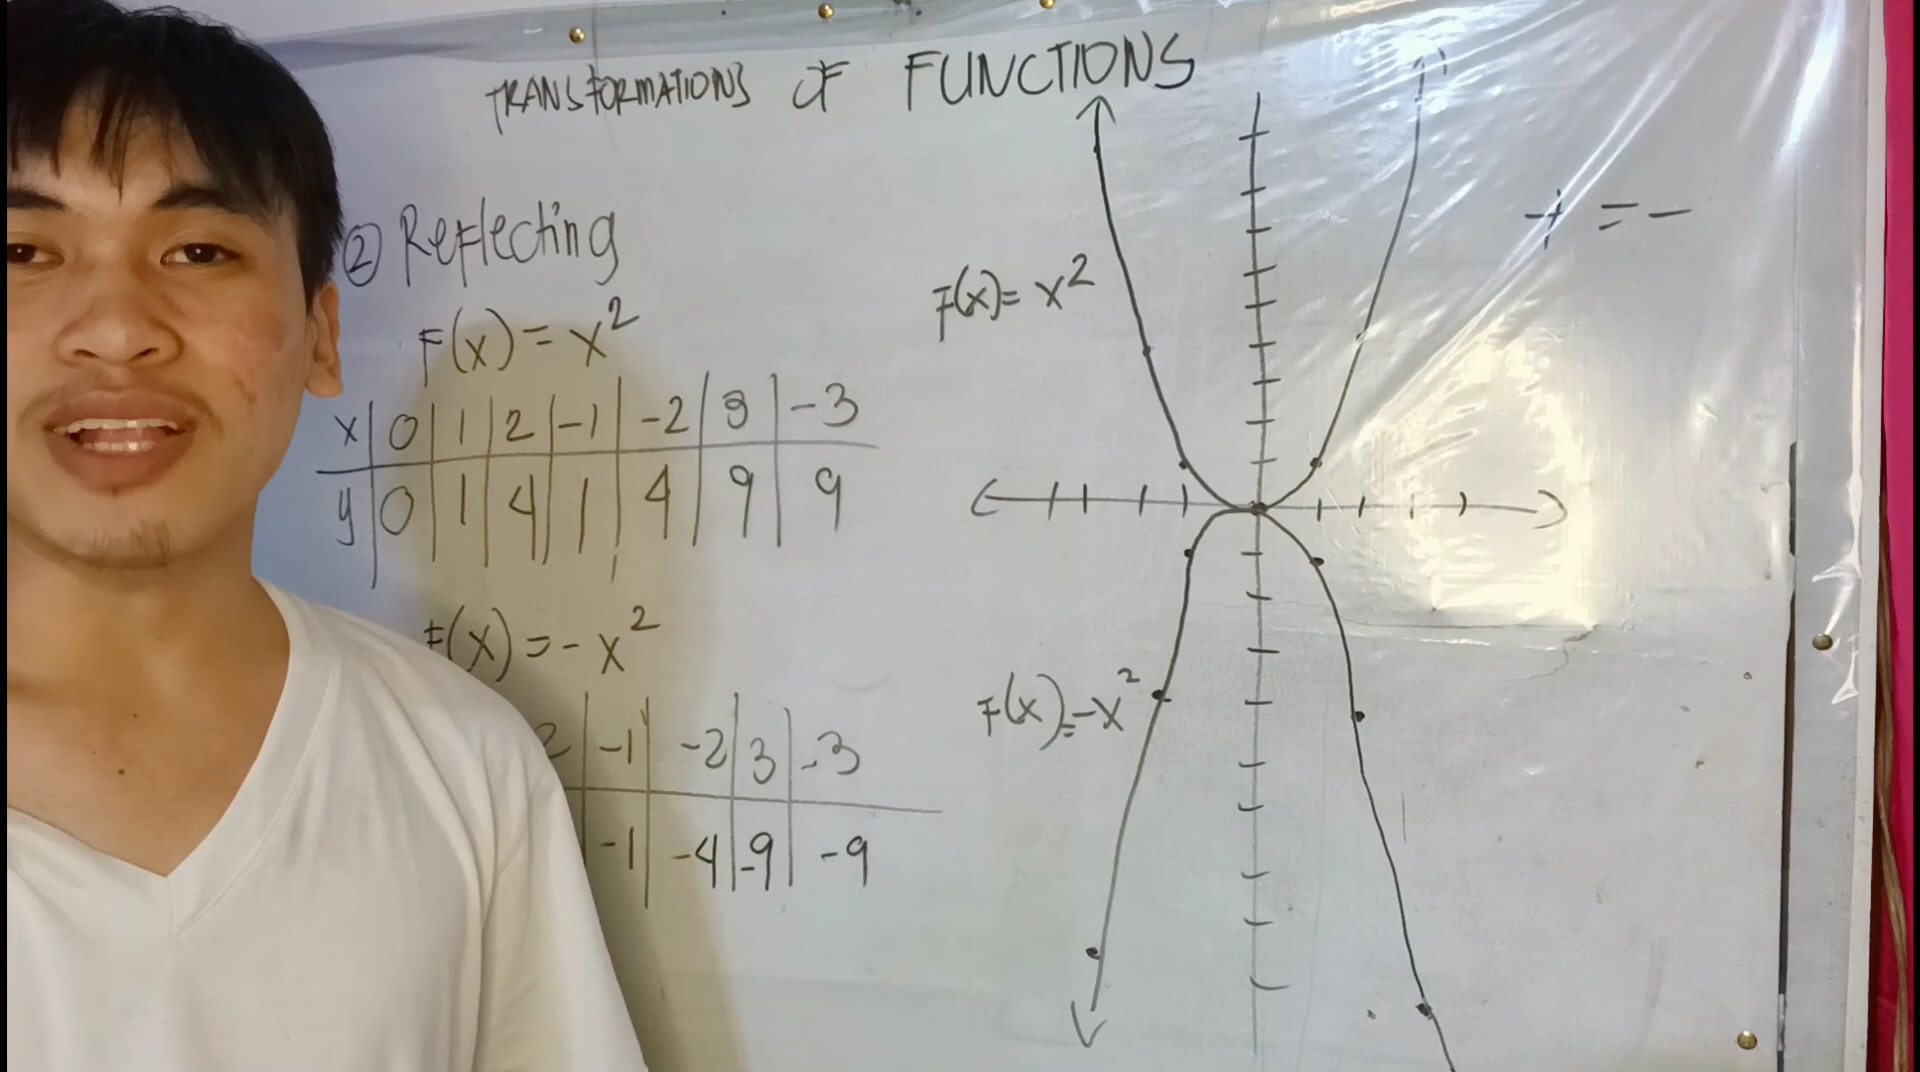 TRANSFORMATIONS OF FUNCTIONS
② Reflecting
F(x) = x²
x 0 1 2 -1 -2 3 -3
y 0 1 4 1 4 9 9
F(x) = - x²
2 -1 -2 3 -3
-1 -4 -9 -9
F(x) = x²
F(x) = -x²
- + = -